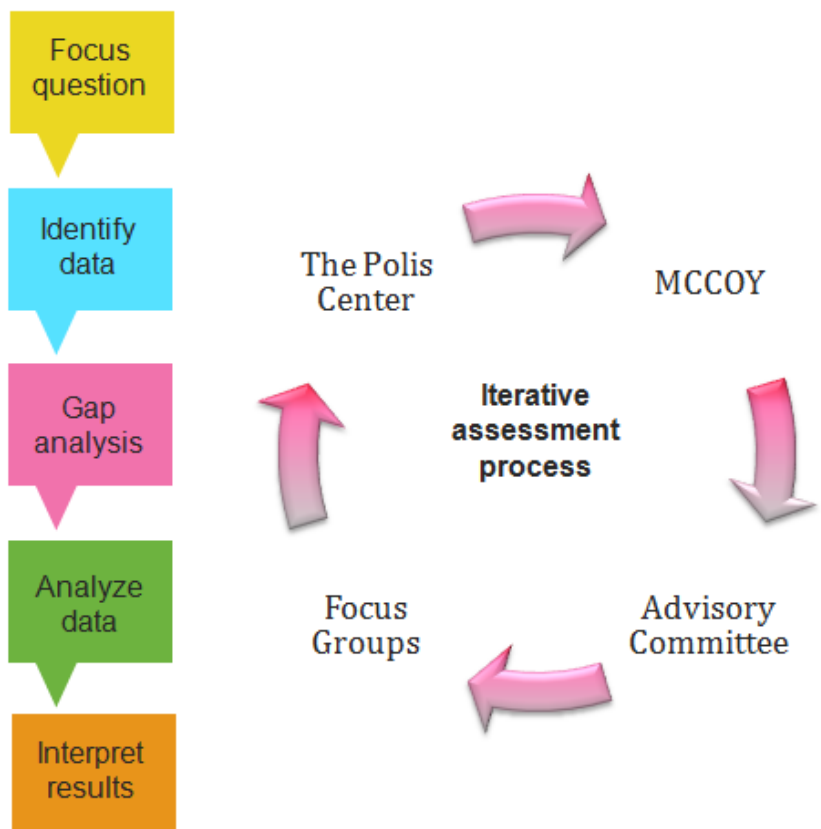 Focus
question
Identify
data
Gap
analysis
Analyze
data
Interpret
results
The Polis
Center
MCCOY
Iterative
assessment
process
Focus
Groups
Advisory
Committee